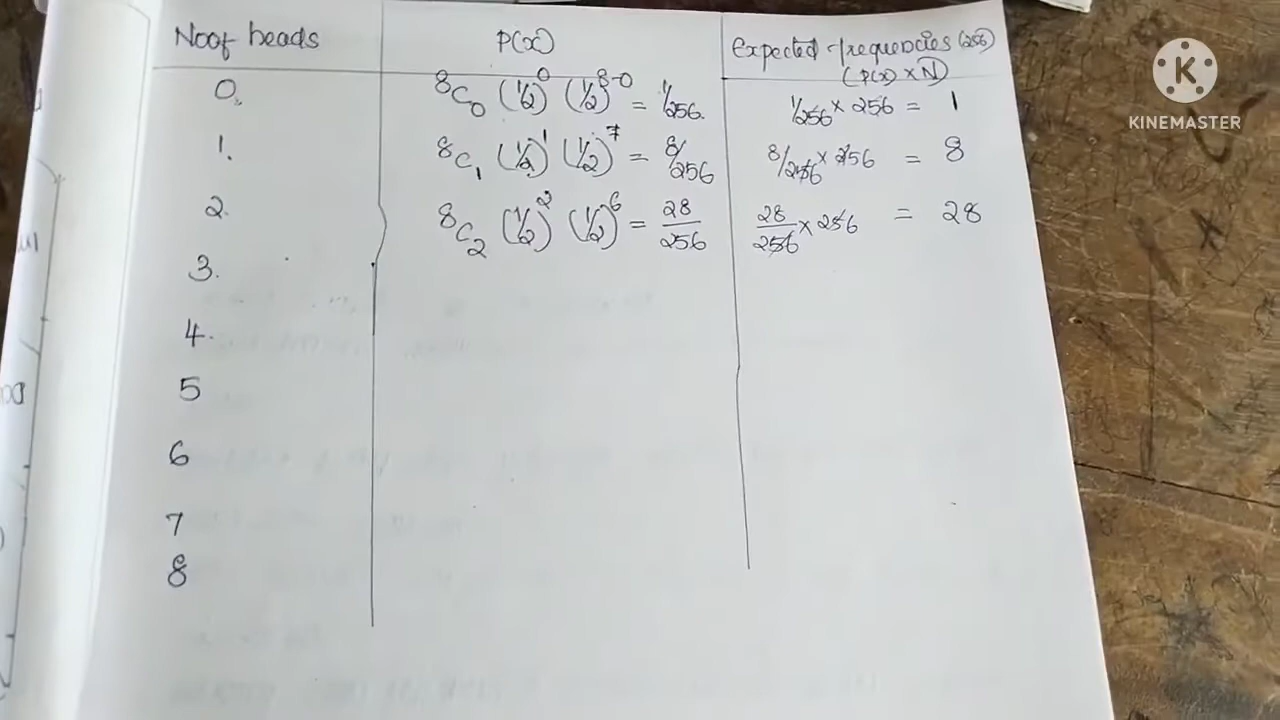 No of heads P(x) Expected frequencies (256)
(P(x) × N)
0. ⁸C₀ (1/2)⁰ (1/2)⁸⁻⁰ = 1/256. 1/256 × 256 = 1
1. ⁸C₁ (1/2)¹ (1/2)⁷ = 8/256 8/256 × 256 = 8
2. ⁸C₂ (1/2)² (1/2)⁶ = 28/256 28/256 × 256 = 28
3.
4.
5
6
7
8
K
KINEMASTER